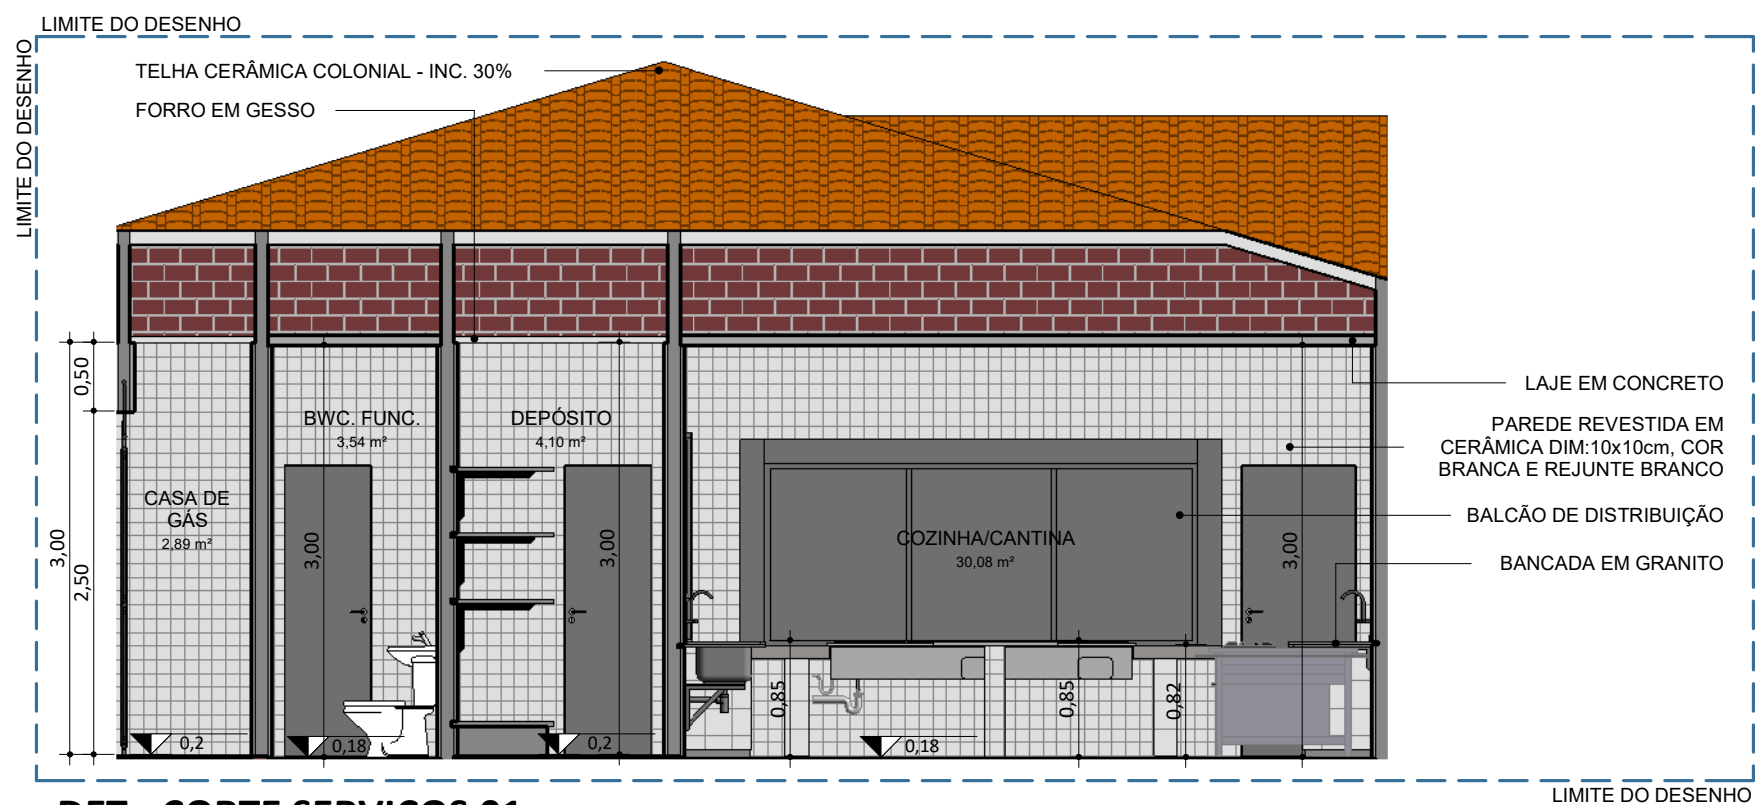 LIMITE DO DESENHO
LIMITE DO DESENHO
TELHA CERÂMICA COLONIAL - INC. 30%
FORRO EM GESSO
0,50
3,00
2,50
BWC. FUNC.
3,54 m²
DEPÓSITO
4,10 m²
CASA DE
GÁS
2,89 m²
3,00
3,00
COZINHA/CANTINA
30,08 m²
3,00
LAJE EM CONCRETO
PAREDE REVESTIDA EM
CERÂMICA DIM:10x10cm, COR
BRANCA E REJUNTE BRANCO
BALCÃO DE DISTRIBUIÇÃO
BANCADA EM GRANITO
0,85
0,85
0,82
0,2
0,18
0,2
0,18
LIMITE DO DESENHO